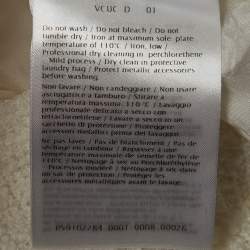 VCUC D 01
Do not wash / Do not bleach / Do not
tumble dry / Iron at maximum sole-plate
temperature of 110°C / Iron, low /
Professional dry cleaning in perchlorethene
Mild process / Dry clean in protective
laundry bag / Protect metallic accessories
before washing.
Non lavare / Non candeggiare / Non usare
asciugatrice a tamburo / Stirare a
temperatura massima 110°C / Lavaggio
professionale delicato a secco con
tetracloroetilene / Lavare a secco in un
sacchetto di protezione / Proteggere
accessori metallici prima del lavaggio.
Ne pas laver / Pas de blanchiment / Pas de
séchage en tambour / Repassage à une
température maximale de semelle de fer de
110°C / Nettoyage à sec au Perchloréthylène
/ Processus modéré / Nettoyer à sec dans
un sac de protection / Protéger les
accessoires métalliques avant le lavage.